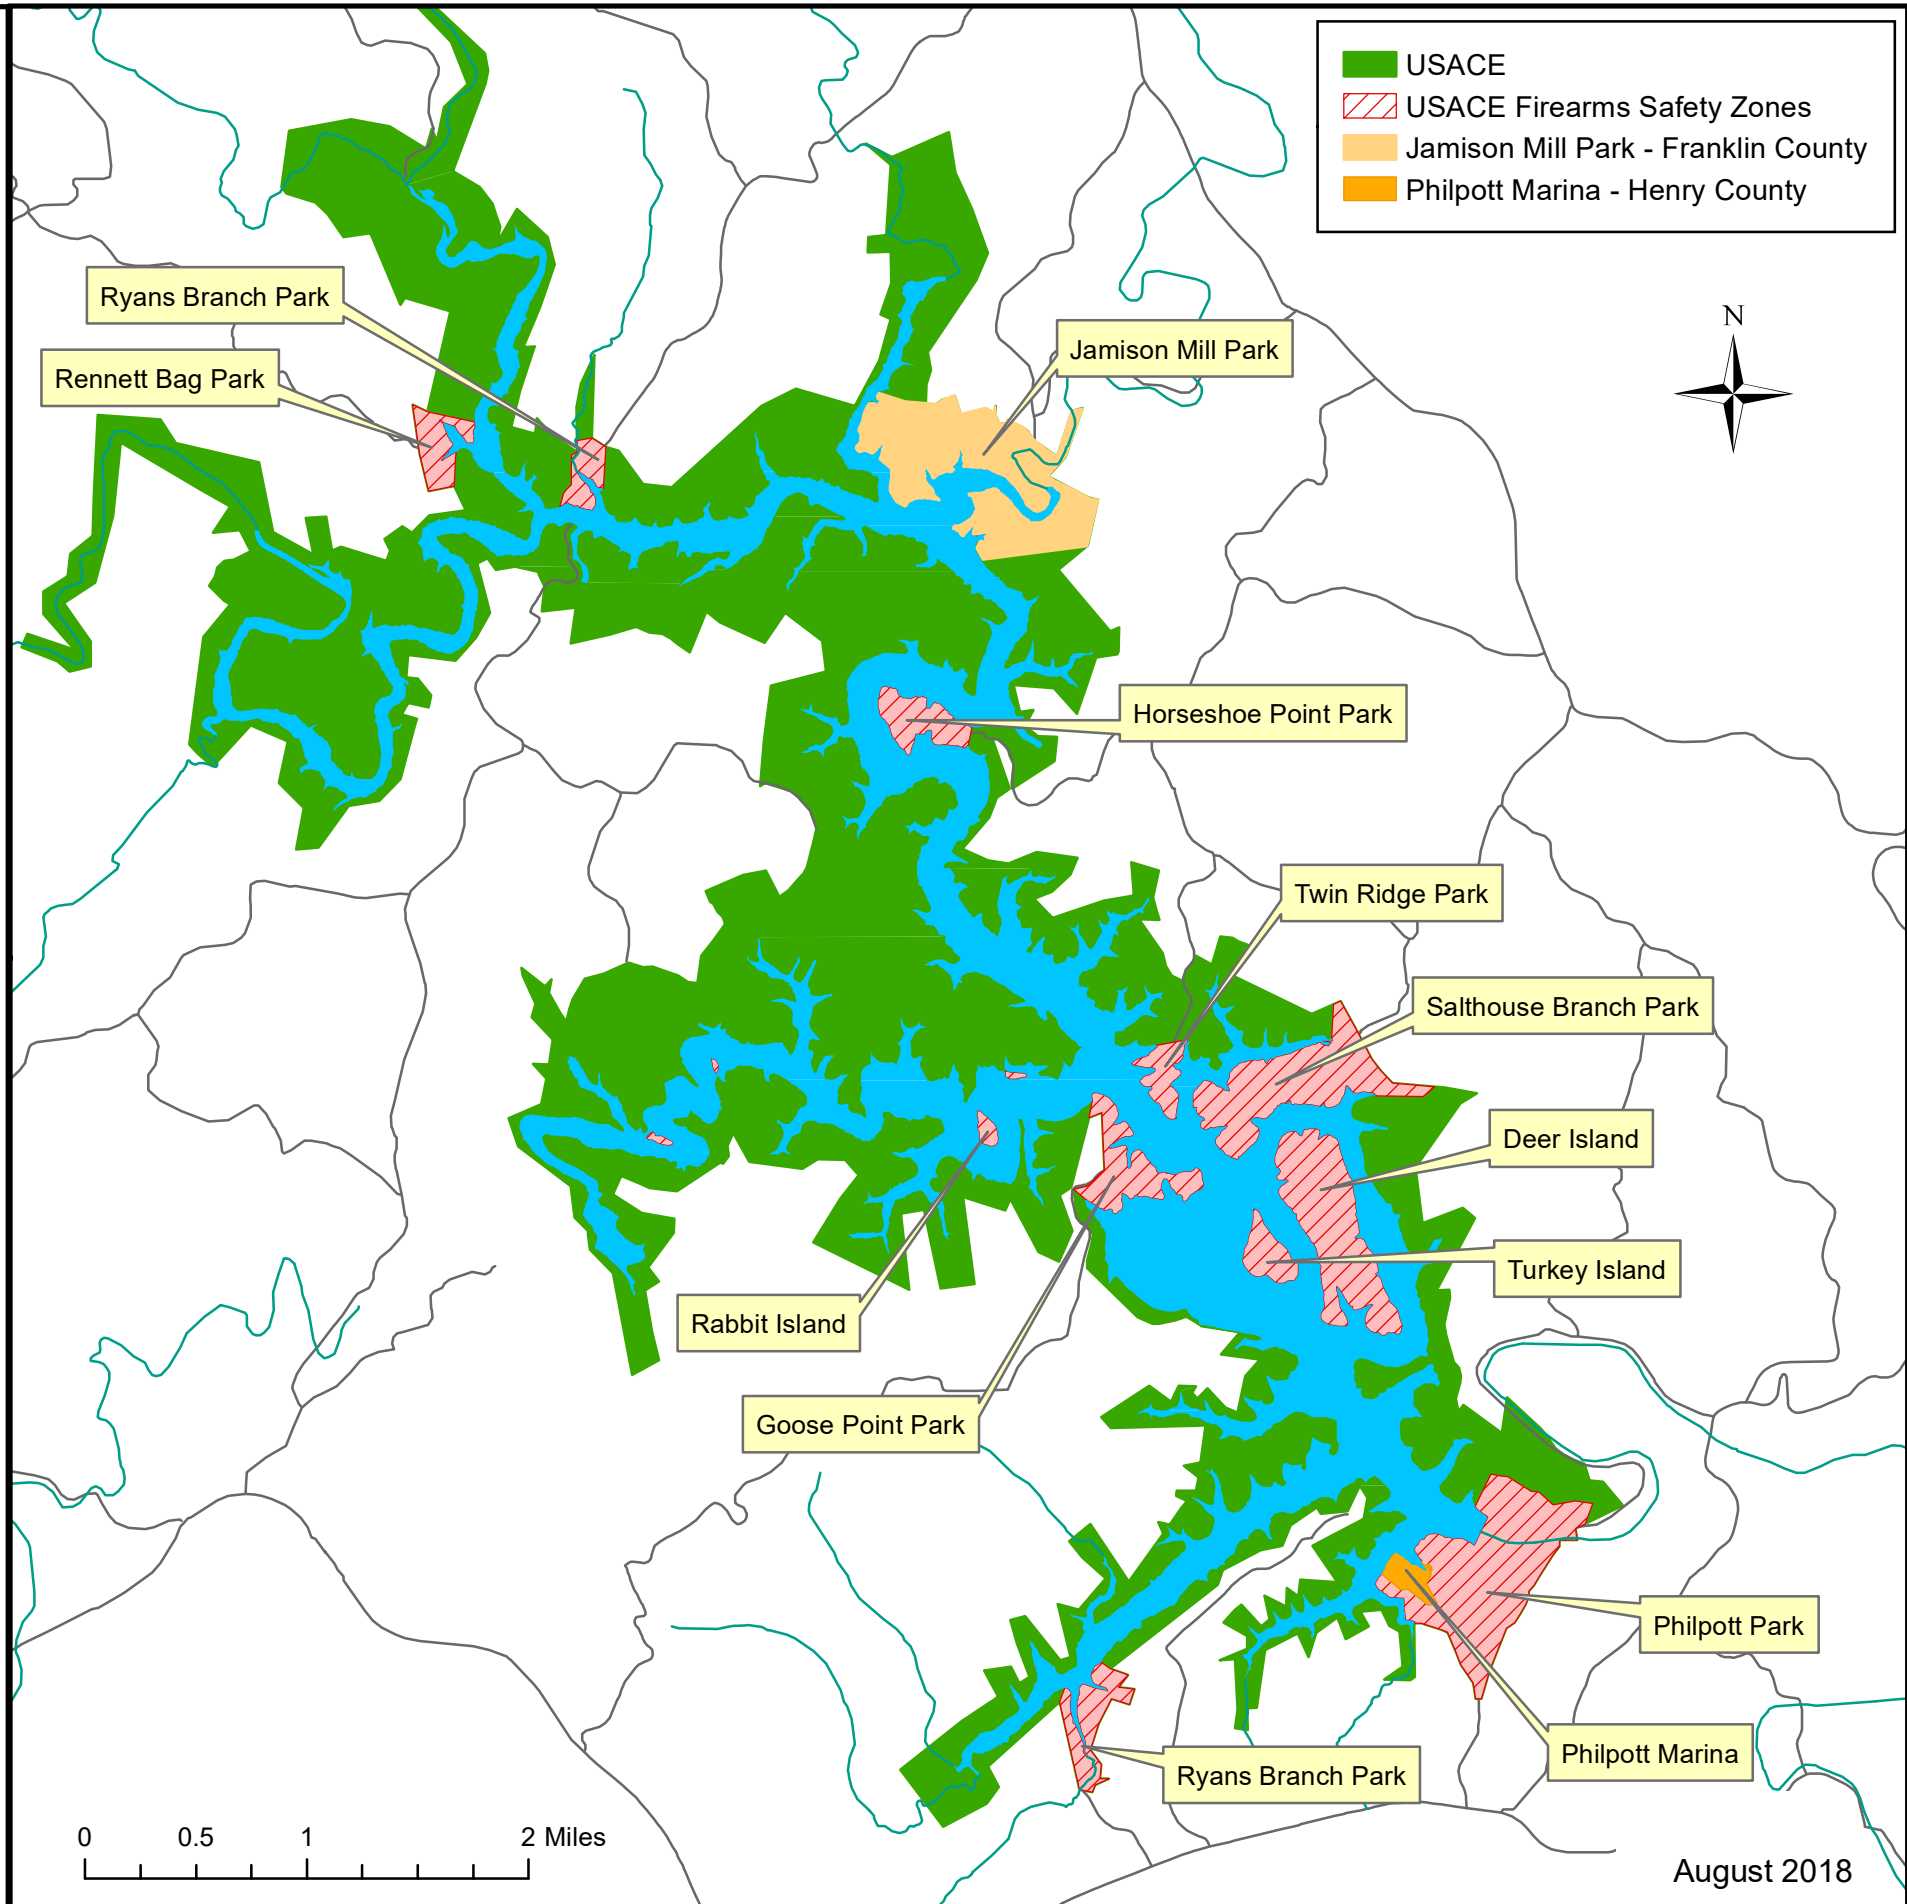 USACE
USACE Firearms Safety Zones
Jamison Mill Park - Franklin County
Philpott Marina - Henry County
Ryans Branch Park
N
Jamison Mill Park
Rennett Bag Park
Horseshoe Point Park
Twin Ridge Park
Salthouse Branch Park
Deer Island
Turkey Island
Rabbit Island
Goose Point Park
Philpott Park
Philpott Marina
Ryans Branch Park
0 0.5 1 2 Miles
August 2018